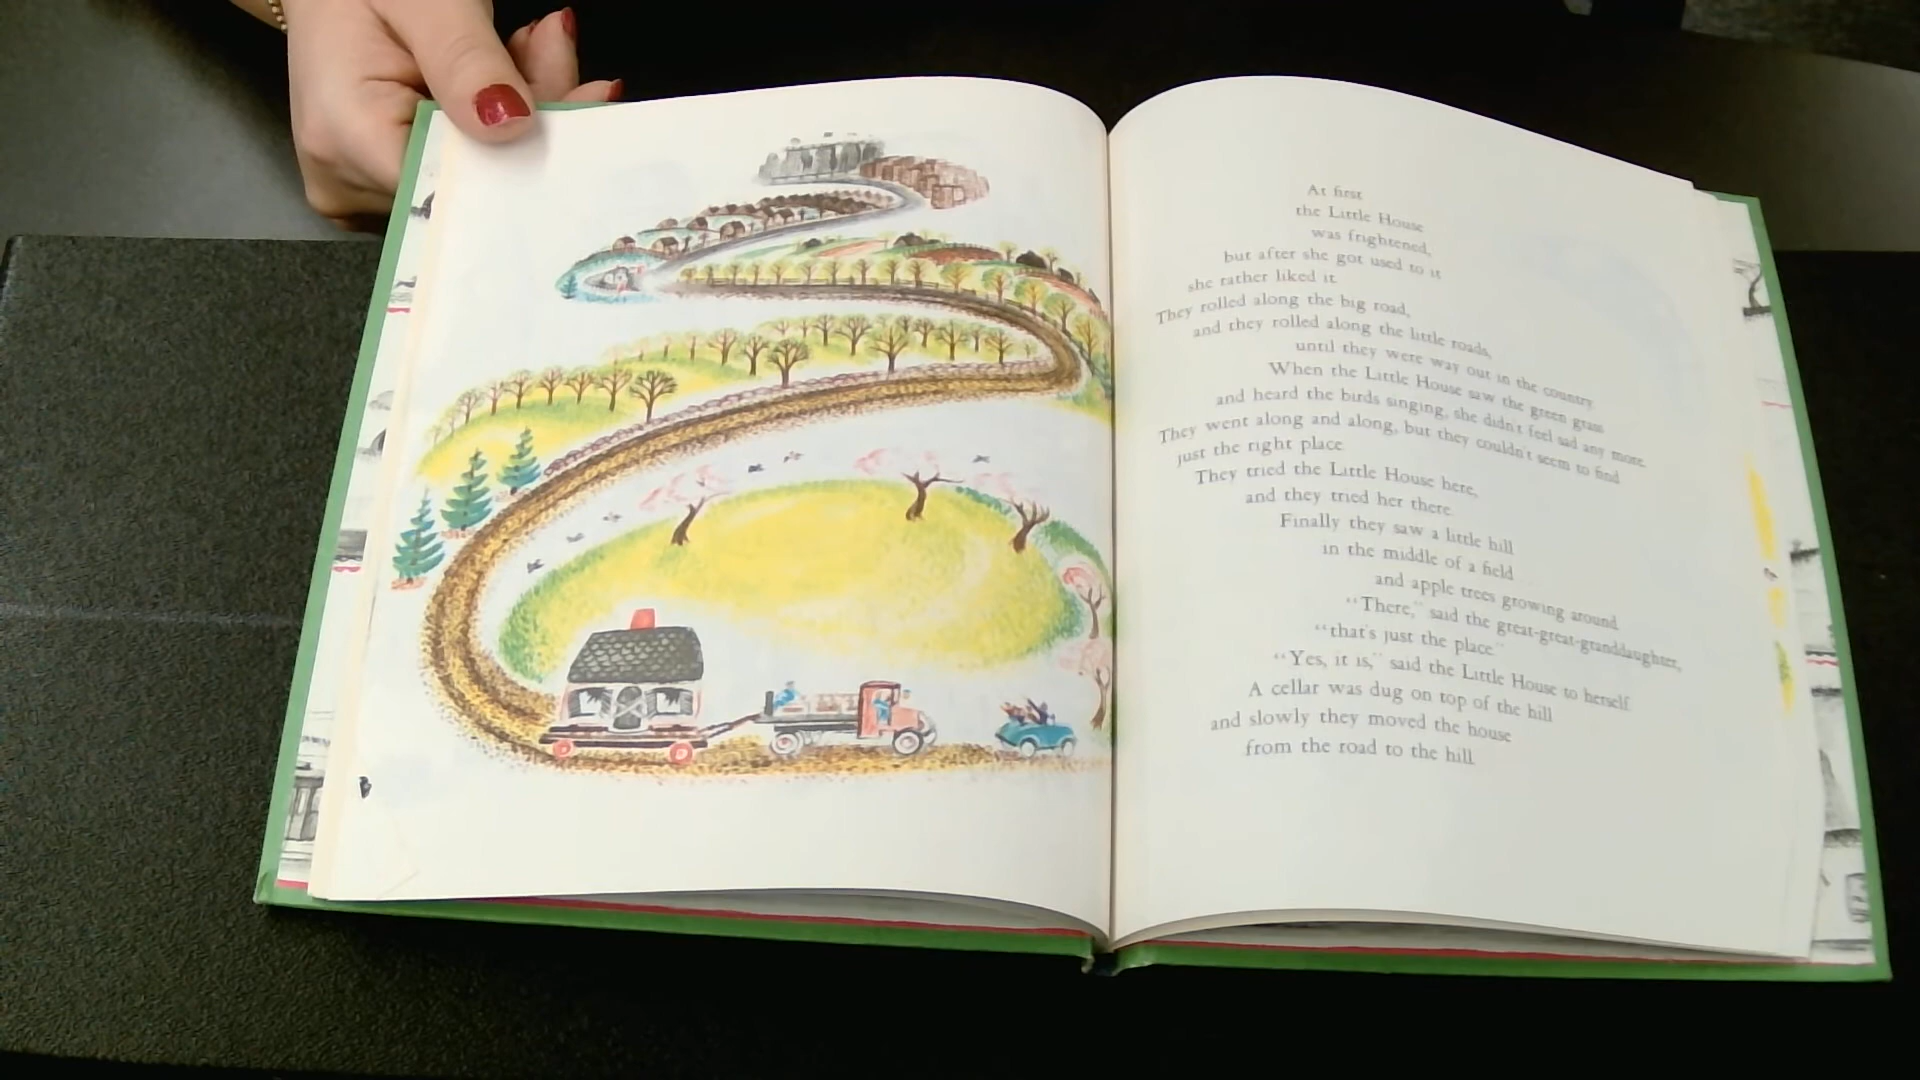 At first
the Little House
was frightened,
but after she got used to it
she rather liked it.
They rolled along the big road,
and they rolled along the little roads,
until they were way out in the country.
When the Little House saw the green grass
and heard the birds singing, she didn't feel sad any more.
They went along and along, but they couldn't seem to find
just the right place.
They tried the Little House here,
and they tried her there.
Finally they saw a little hill
in the middle of a field . . .
and apple trees growing around.
"There," said the great-great-granddaughter,
"that's just the place."
"Yes, it is," said the Little House to herself.
A cellar was dug on top of the hill
and slowly they moved the house
from the road to the hill.